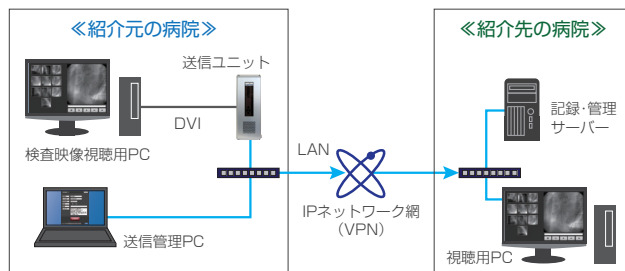 ≪紹介元の病院≫
送信ユニット
DVI
検査映像視聴用PC
送信管理PC
LAN
IPネットワーク網
（VPN）
≪紹介先の病院≫
記録・管理
サーバー
視聴用PC